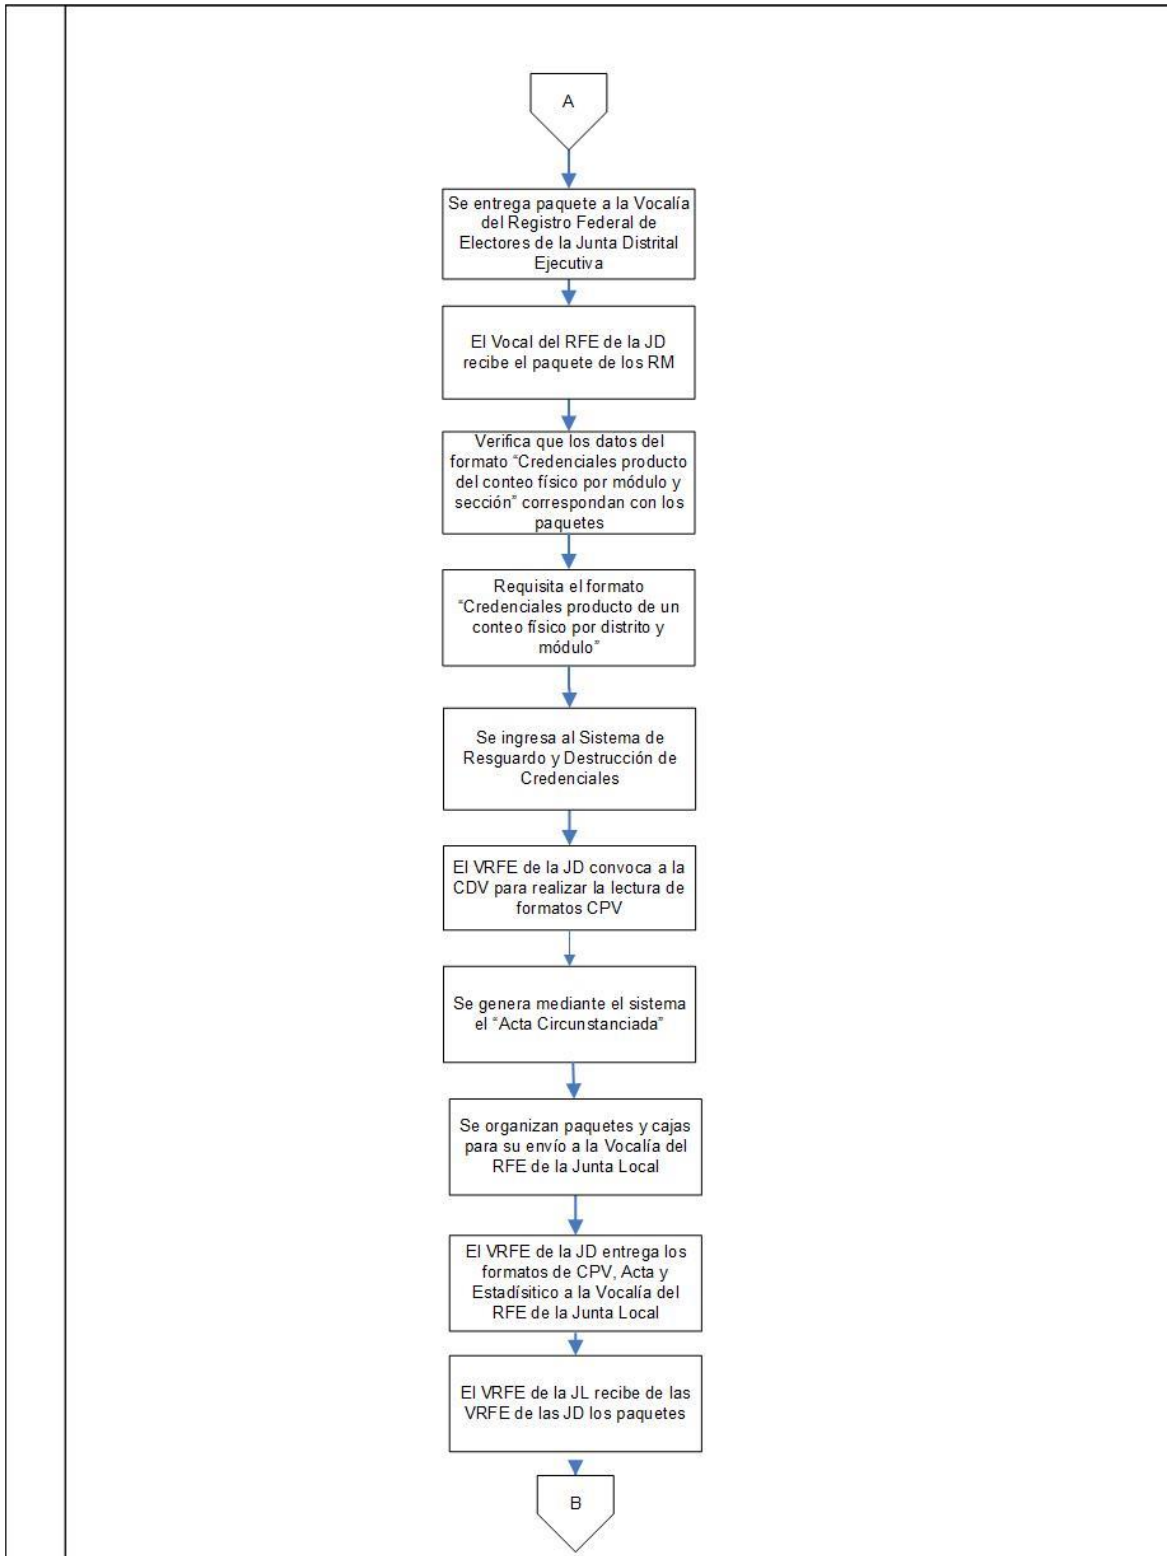 A
Se entrega paquete a la Vocalía
del Registro Federal de
Electores de la Junta Distrital
Ejecutiva
El Vocal del RFE de la JD
recibe el paquete de los RM
Verifica que los datos del
formato “Credenciales producto
del conteo físico por módulo y
sección” correspondan con los
paquetes
Requisita el formato
“Credenciales producto de un
conteo físico por distrito y
módulo”
Se ingresa al Sistema de
Resguardo y Destrucción de
Credenciales
El VRFE de la JD convoca a la
CDV para realizar la lectura de
formatos CPV
Se genera mediante el sistema
el “Acta Circunstanciada”
Se organizan paquetes y cajas
para su envío a la Vocalía del
RFE de la Junta Local
El VRFE de la JD entrega los
formatos de CPV, Acta y
Estadísitico a la Vocalía del
RFE de la Junta Local
El VRFE de la JL recibe de las
VRFE de las JD los paquetes
B